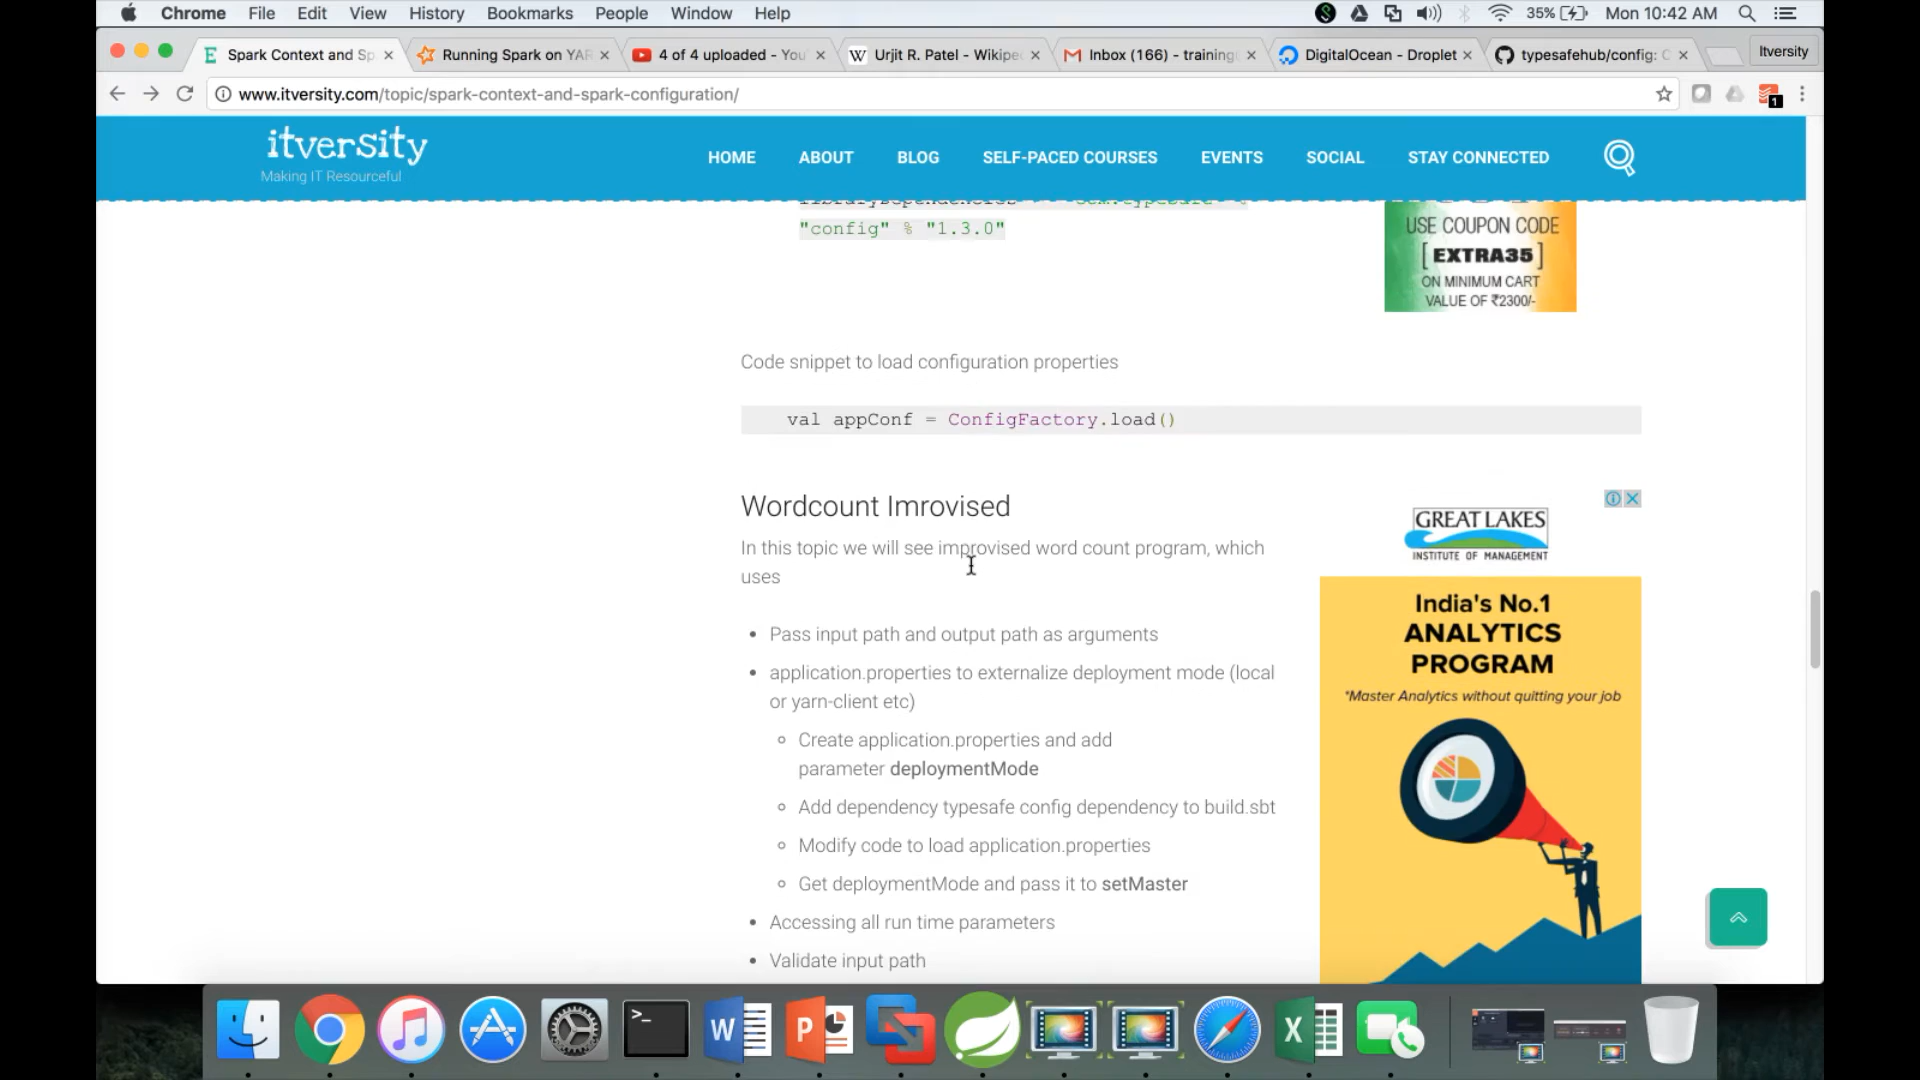 Chrome File Edit View History Bookmarks People Window Help 35% Mon 10:42 AM
Spark Context and Sp Running Spark on YAR 4 of 4 uploaded - You Urjit R. Patel - Wikipe Inbox (166) - training DigitalOcean - Droplet typesafehub/config: C Itversity
www.itversity.com/topic/spark-context-and-spark-configuration/
1
itversity
Making IT Resourceful
HOME ABOUT BLOG SELF-PACED COURSES EVENTS SOCIAL STAY CONNECTED
"config" % "1.3.0"
USE COUPON CODE
[EXTRA35]
ON MINIMUM CART
VALUE OF ₹2300/-
Code snippet to load configuration properties
val appConf = ConfigFactory.load()
Wordcount Imrovised
In this topic we will see improvised word count program, which
uses
• Pass input path and output path as arguments
• application.properties to externalize deployment mode (local
or yarn-client etc)
Create application.properties and add
parameter deploymentMode
Add dependency typesafe config dependency to build.sbt
Modify code to load application.properties
Get deploymentMode and pass it to setMaster
• Accessing all run time parameters
• Validate input path
GREAT LAKES
INSTITUTE OF MANAGEMENT
India's No.1
ANALYTICS
PROGRAM
*Master Analytics without quitting your job